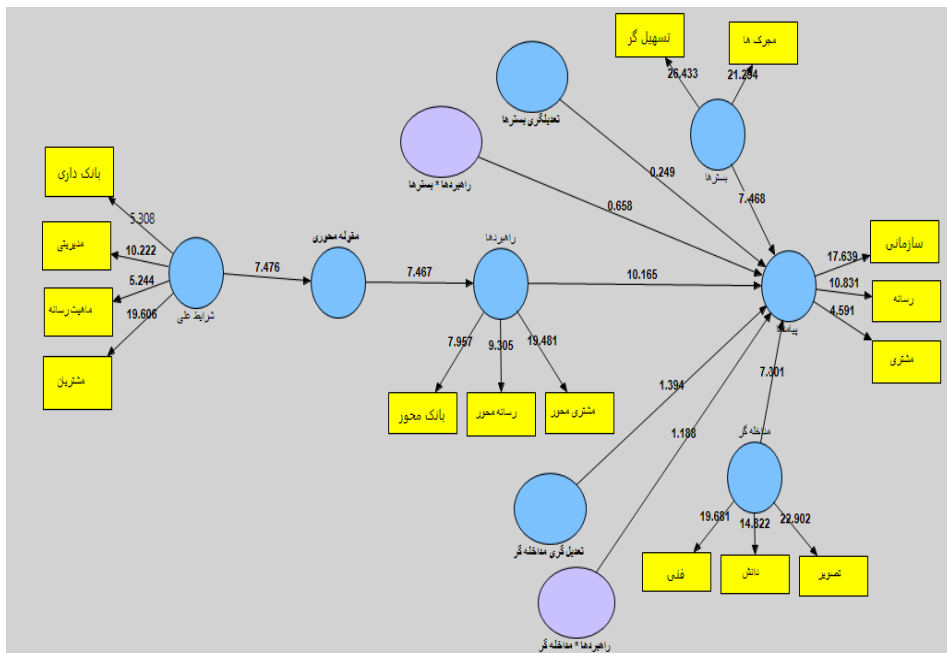 تسهیل گر
محرک ها
26.433
21.294
تعدیلگری بسترها
بسترها
راهبردها * بسترها
0.249
7.468
0.658
بانک داری
5.308
مدیریتی
10.222
مقوله محوری
راهبردها
سازمانی
17.639
7.476
7.467
10.165
5.244
ماهیت رسانه
10.831
رسانه
19.606
شرایط علی
پیامدها
4.591
مشتری
مشتریان
7.957
9.305
19.481
7.301
1.394
بانک محور
رسانه محور
مشتری محور
1.188
مداخله گر
19.681
14.822
22.902
تعدیل گری مداخله گر
فنی
دانش
تصویر
راهبردها * مداخله گر